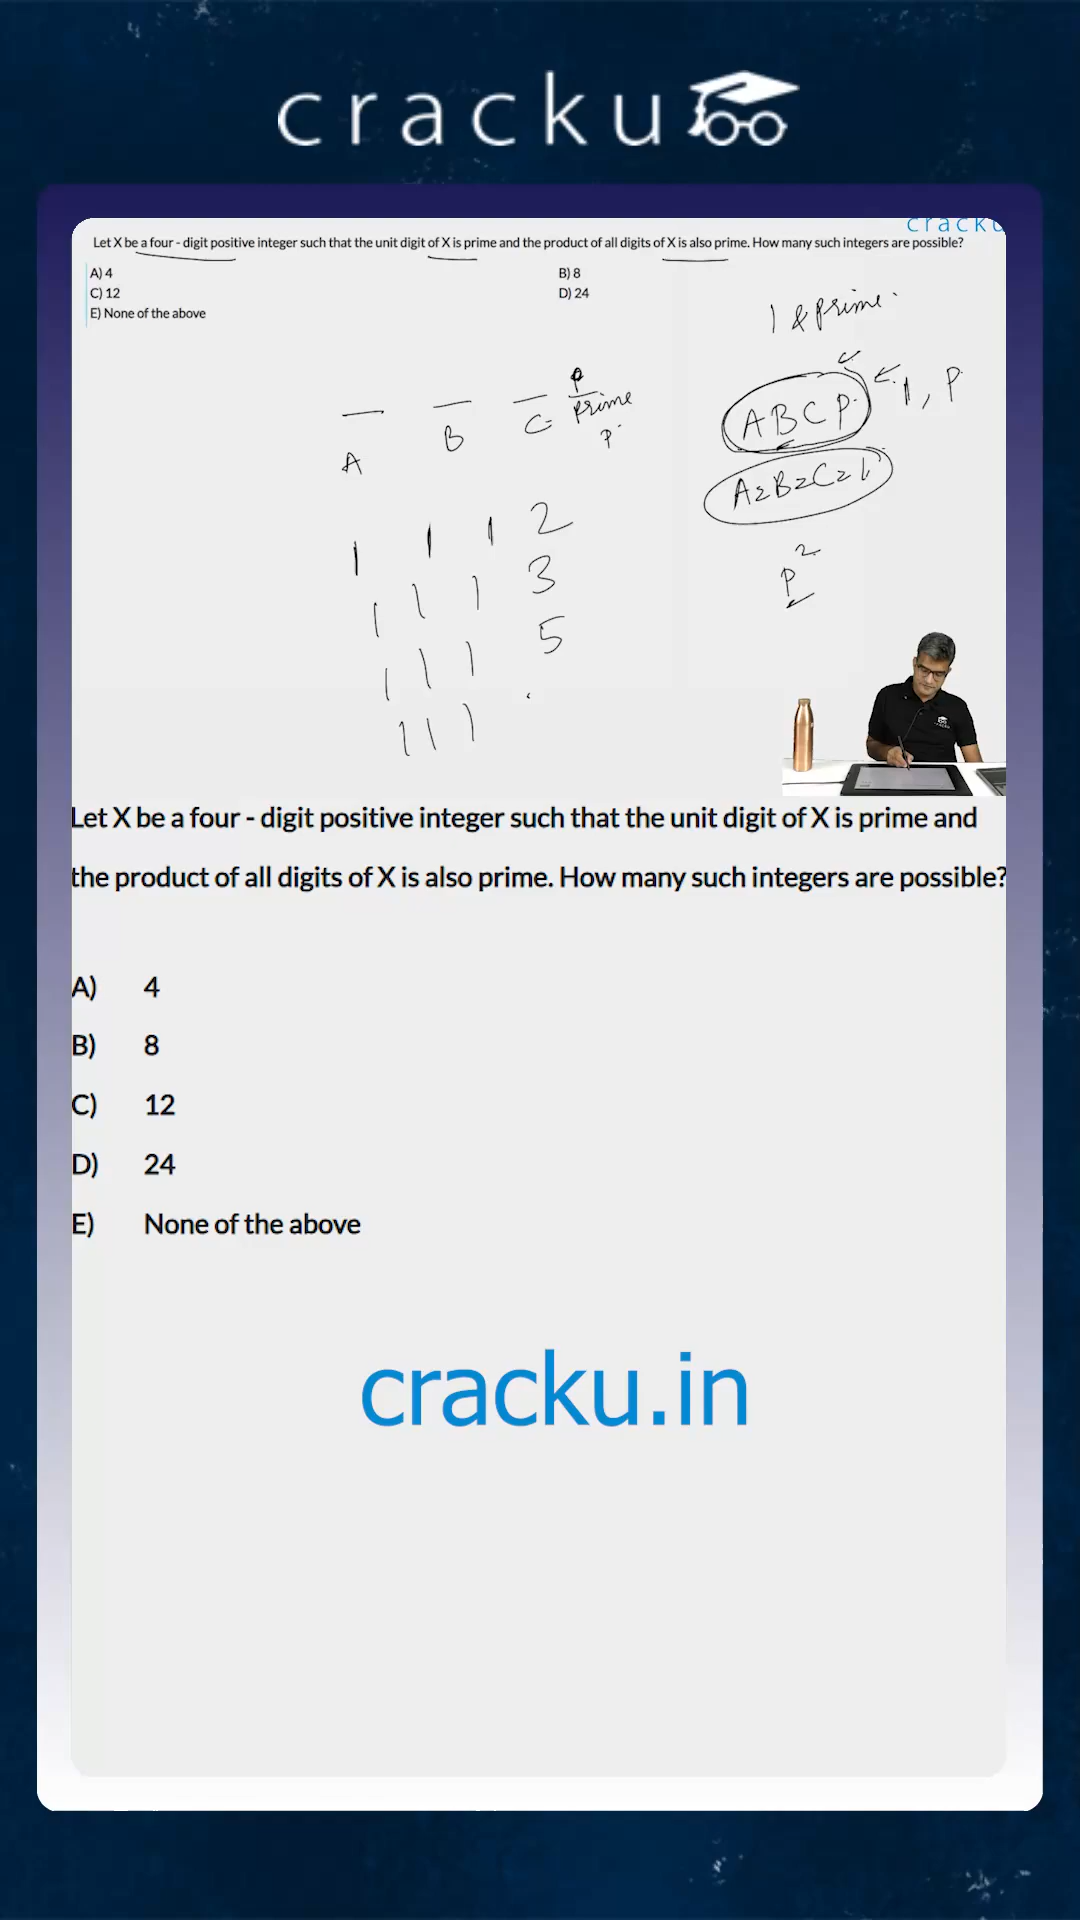 cracku
cracku
Let X be a four - digit positive integer such that the unit digit of X is prime and the product of all digits of X is also prime. How many such integers are possible?
A) 4
B) 8
C) 12
D) 24
E) None of the above
1 & prime.
P
prime
A B C P.
A B C P.
1, P
A=B=C=1
1 1 1 2
1 1 1 3
1 1 1 5
1 1 1
P²
Let X be a four - digit positive integer such that the unit digit of X is prime and
the product of all digits of X is also prime. How many such integers are possible?
A) 4
B) 8
C) 12
D) 24
E) None of the above
cracku.in